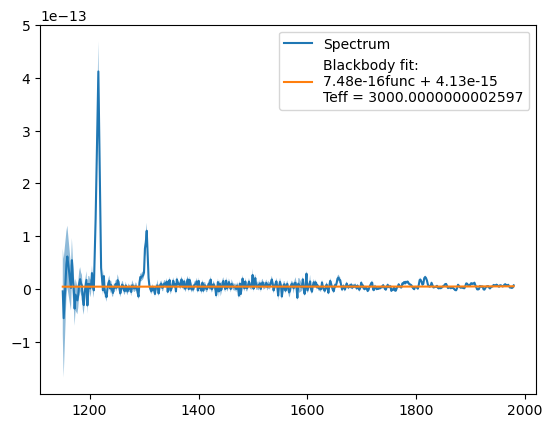 1e−13
5
4
3
2
1
0
−1
1200
1400
1600
1800
2000
Spectrum
Blackbody fit:
7.48e-16func + 4.13e-15
Teff = 3000.0000000002597